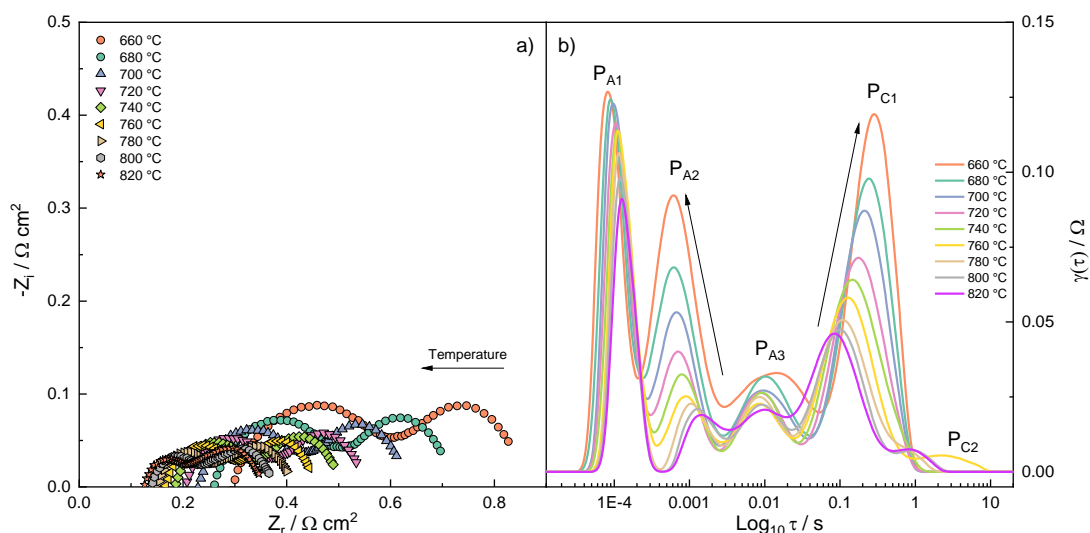 a)
0.5
0.4
0.3
0.2
0.1
0.0
-Z_i / Ω cm²
660 °C
680 °C
700 °C
720 °C
740 °C
760 °C
780 °C
800 °C
820 °C
Temperature
0.0 0.2 0.4 0.6 0.8
Z_r / Ω cm²
b)
P_A1
P_A2
P_A3
P_C1
P_C2
660 °C
680 °C
700 °C
720 °C
740 °C
760 °C
780 °C
800 °C
820 °C
0.15
0.10
0.05
0.00
γ(τ) / Ω
1E-4 0.001 0.01 0.1 1 10
Log₁₀ τ / s